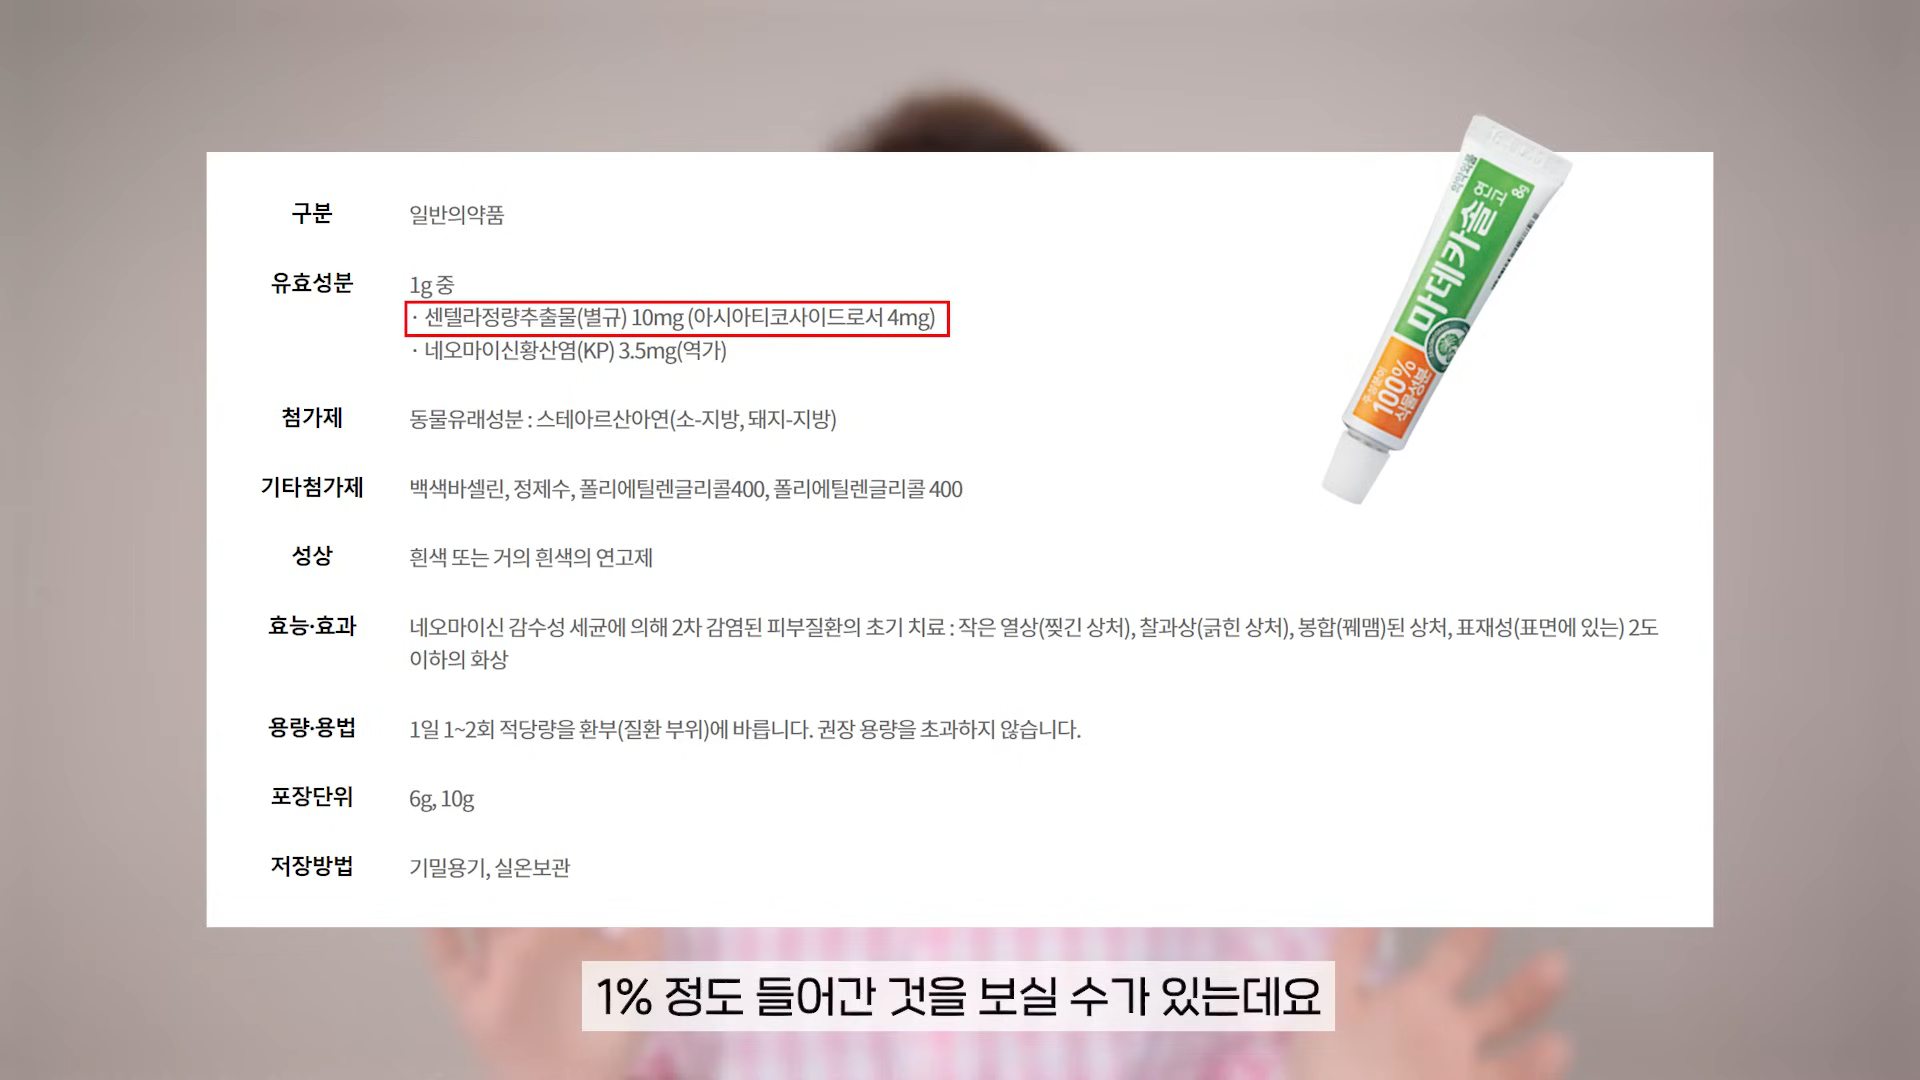 구분 일반의약품
유효성분 1g 중
· 센텔라정량추출물(별규) 10mg (아시아티코사이드로서 4mg)
· 네오마이신황산염(KP) 3.5mg(역가)
첨가제 동물유래성분 : 스테아르산아연(소-지방, 돼지-지방)
기타첨가제 백색바셀린, 정제수, 폴리에틸렌글리콜400, 폴리에틸렌글리콜 400
성상 흰색 또는 거의 흰색의 연고제
효능·효과 네오마이신 감수성 세균에 의해 2차 감염된 피부질환의 초기 치료 : 작은 열상(찢긴 상처), 찰과상(긁힌 상처), 봉합(꿰맴)된 상처, 표재성(표면에 있는) 2도
이하의 화상
용량·용법 1일 1~2회 적당량을 환부(질환 부위)에 바릅니다. 권장 용량을 초과하지 않습니다.
포장단위 6g, 10g
저장방법 기밀용기, 실온보관
마데카솔
연고
8g
100%
식물성분
1% 정도 들어간 것을 보실 수가 있는데요